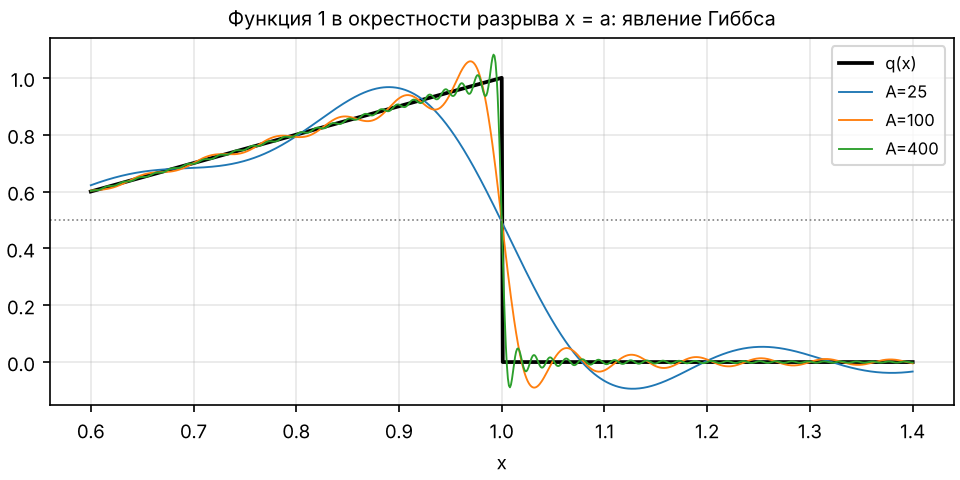 Функция 1 в окрестности разрыва x = a: явление Гиббса
q(x)
A=25
A=100
A=400
1.0
0.8
0.6
0.4
0.2
0.0
0.6 0.7 0.8 0.9 1.0 1.1 1.2 1.3 1.4
x